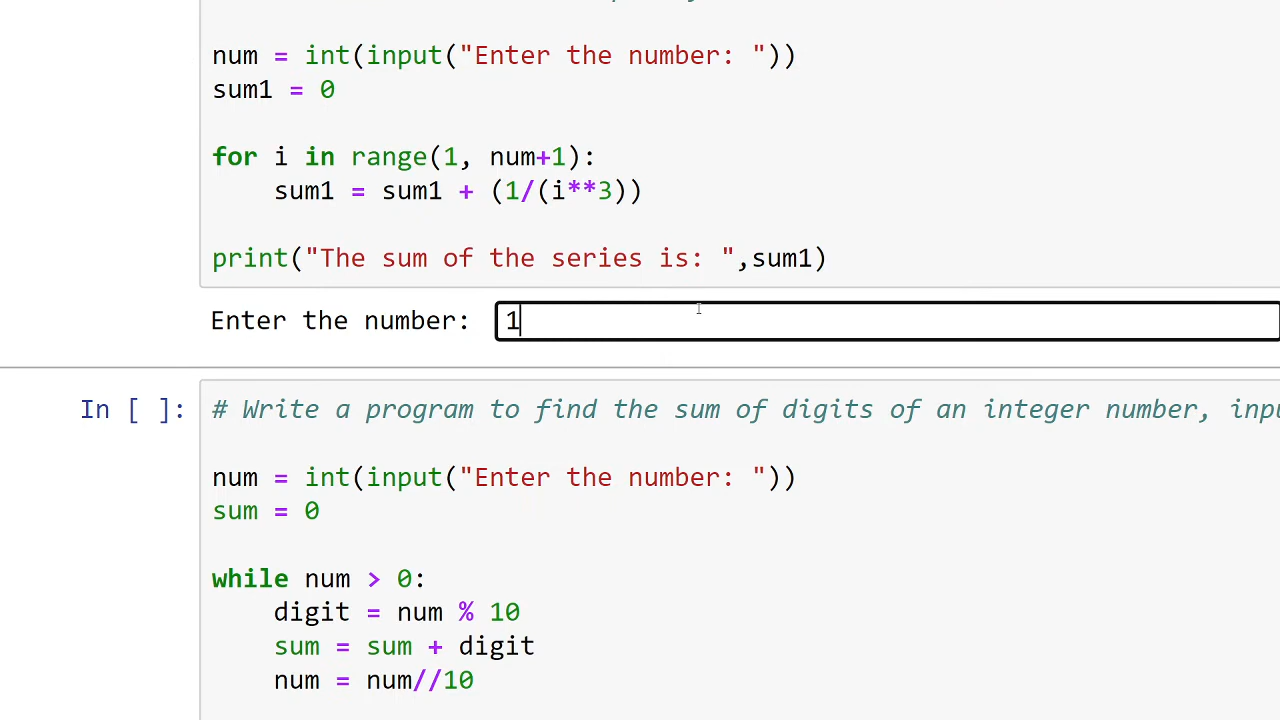 num = int(input("Enter the number: "))
sum1 = 0
for i in range(1, num+1):
    sum1 = sum1 + (1/(i**3))
print("The sum of the series is: ",sum1)
Enter the number: 1
In [ ]: # Write a program to find the sum of digits of an integer number,
num = int(input("Enter the number: "))
sum = 0
while num > 0:
    digit = num % 10
    sum = sum + digit
    num = num//10